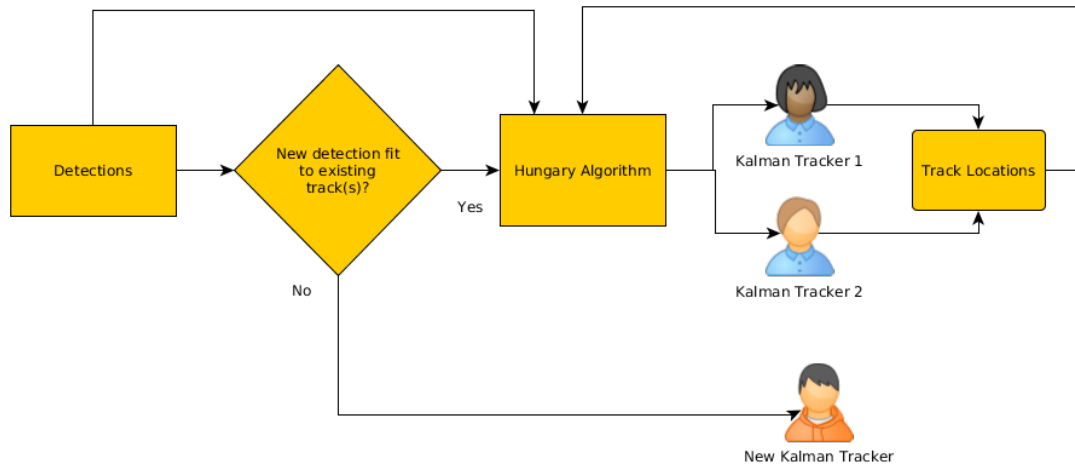 Detections
New detection fit
to existing
track(s)?
Yes
No
Hungary Algorithm
Kalman Tracker 1
Kalman Tracker 2
Track Locations
New Kalman Tracker